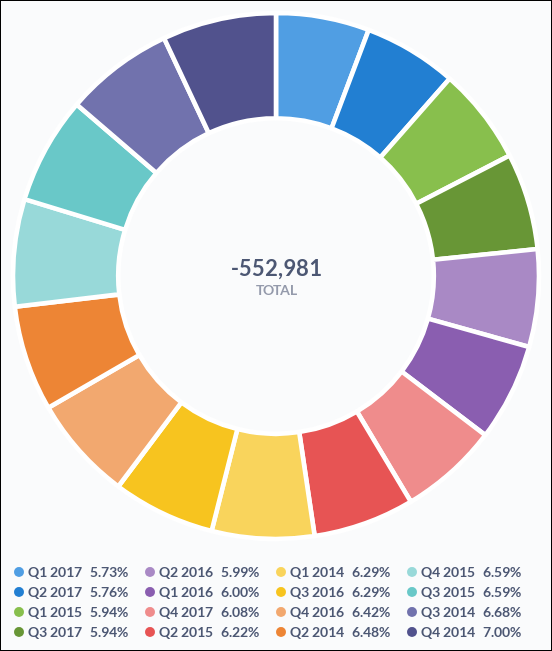 -552,981
TOTAL
Q1 2017 5.73% Q2 2016 5.99% Q1 2014 6.29% Q4 2015 6.59%
Q2 2017 5.76% Q1 2016 6.00% Q3 2016 6.29% Q3 2015 6.59%
Q1 2015 5.94% Q4 2017 6.08% Q4 2016 6.42% Q3 2014 6.68%
Q3 2017 5.94% Q2 2015 6.22% Q2 2014 6.48% Q4 2014 7.00%